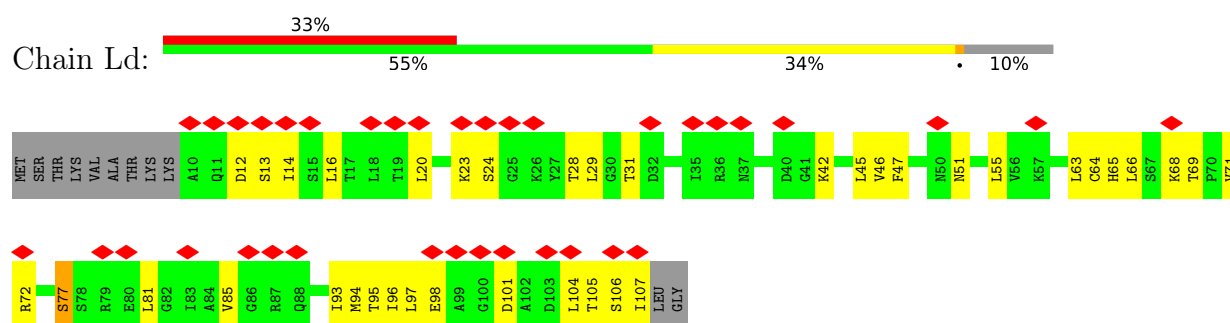 33%
Chain Ld:
55% 34% • 10%
MET SER THR LYS VAL ALA THR LYS LYS A10 Q11 D12 S13 I14 S15 L16 T17 L18 T19 L20 K23 S24 G25 K26 Y27 T28 L29 G30 T31 D32 I35 R36 N37 D40 G41 K42 L45 V46 F47 N50 N51 L55 V56 K57 L63 C64 H65 L66 S67 K68 T69 P70 V71
R72 S77 S78 R79 E80 L81 G82 I83 A84 V85 G86 R87 Q88 I93 M94 T95 I96 L97 E98 A99 G100 D101 A102 D103 L104 T105 S106 I107 LEU GLY